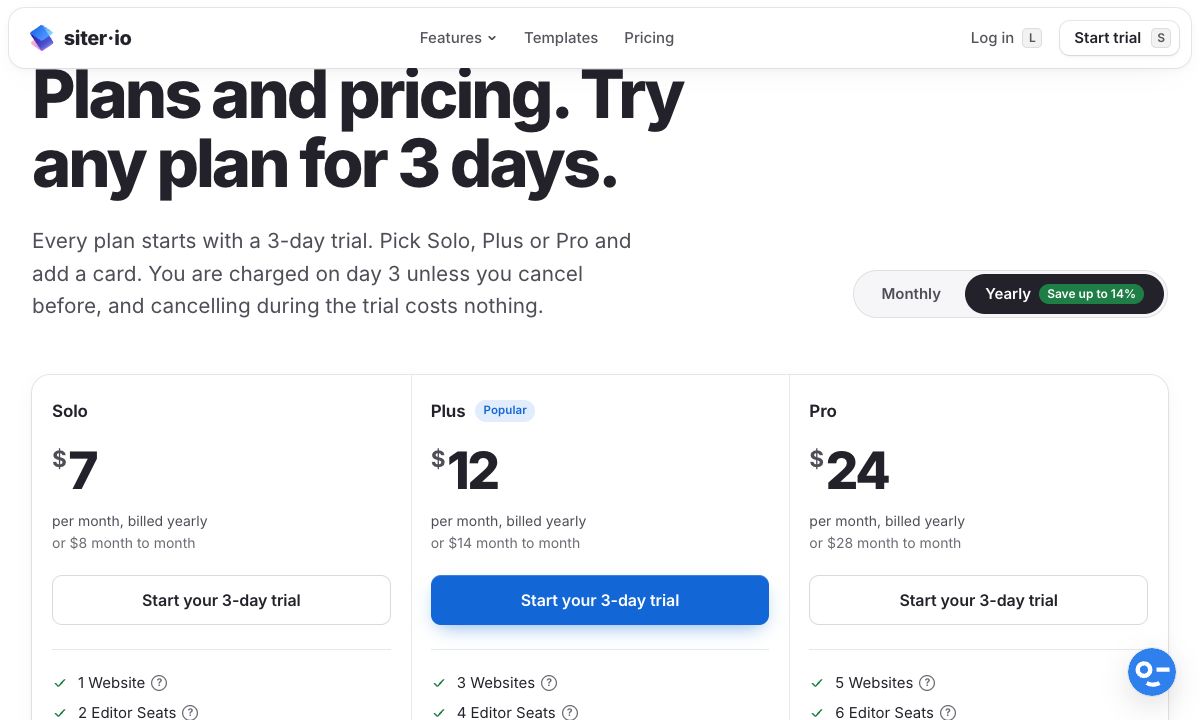 siter·io
Features
Templates
Pricing
Log in L
Start trial S
Plans and pricing. Try
any plan for 3 days.
Every plan starts with a 3-day trial. Pick Solo, Plus or Pro and
add a card. You are charged on day 3 unless you cancel
before, and cancelling during the trial costs nothing.
Monthly
Yearly Save up to 14%
Solo
$7
per month, billed yearly
or $8 month to month
Start your 3-day trial
1 Website ?
2 Editor Seats ?
Plus Popular
$12
per month, billed yearly
or $14 month to month
Start your 3-day trial
3 Websites ?
4 Editor Seats ?
Pro
$24
per month, billed yearly
or $28 month to month
Start your 3-day trial
5 Websites ?
6 Editor Seats ?